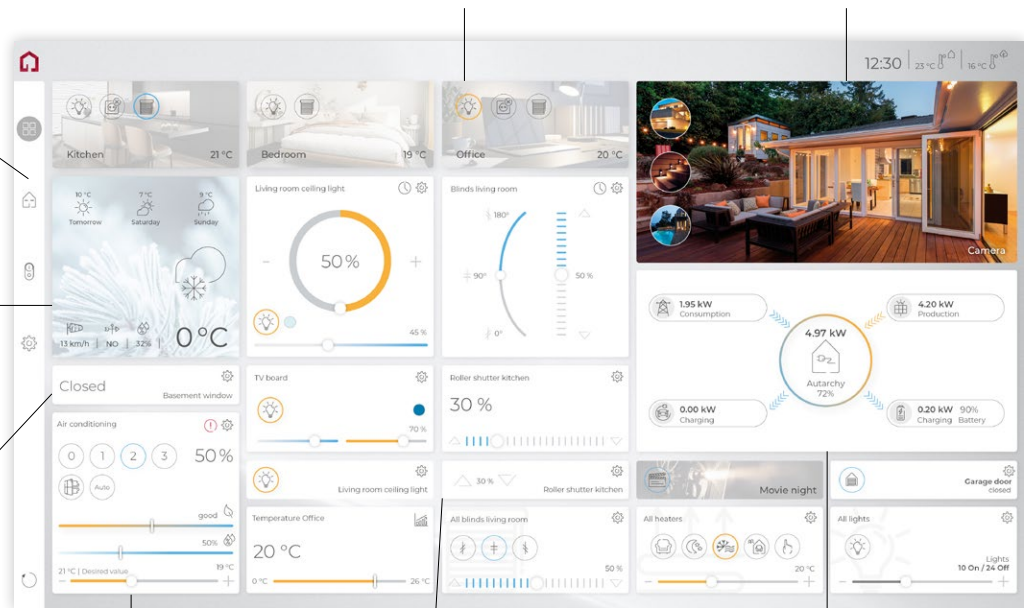 12:30
23 °C
16 °C
Kitchen
21 °C
Bedroom
19 °C
Office
20 °C
Camera
10 °C
7 °C
9 °C
Tomorrow
Saturday
Sunday
13 km/h
NO
32%
0 °C
Living room ceiling light
50 %
45 %
Blinds living room
180°
90°
0°
50 %
1.95 kW
Consumption
4.20 kW
Production
4.97 kW
Autarchy
72%
0.00 kW
Charging
0.20 kW 90%
Charging Battery
Closed
Basement window
TV board
70 %
Roller shutter kitchen
30 %
Air conditioning
0
1
2
3
50 %
Auto
good
50%
21 °C | Desired value
19 °C
Living room ceiling light
30 %
Roller shutter kitchen
Movie night
Garage door
closed
Temperature Office
20 °C
0 °C
26 °C
All blinds living room
50 %
All heaters
20 °C
All lights
Lights
10 On / 24 Off